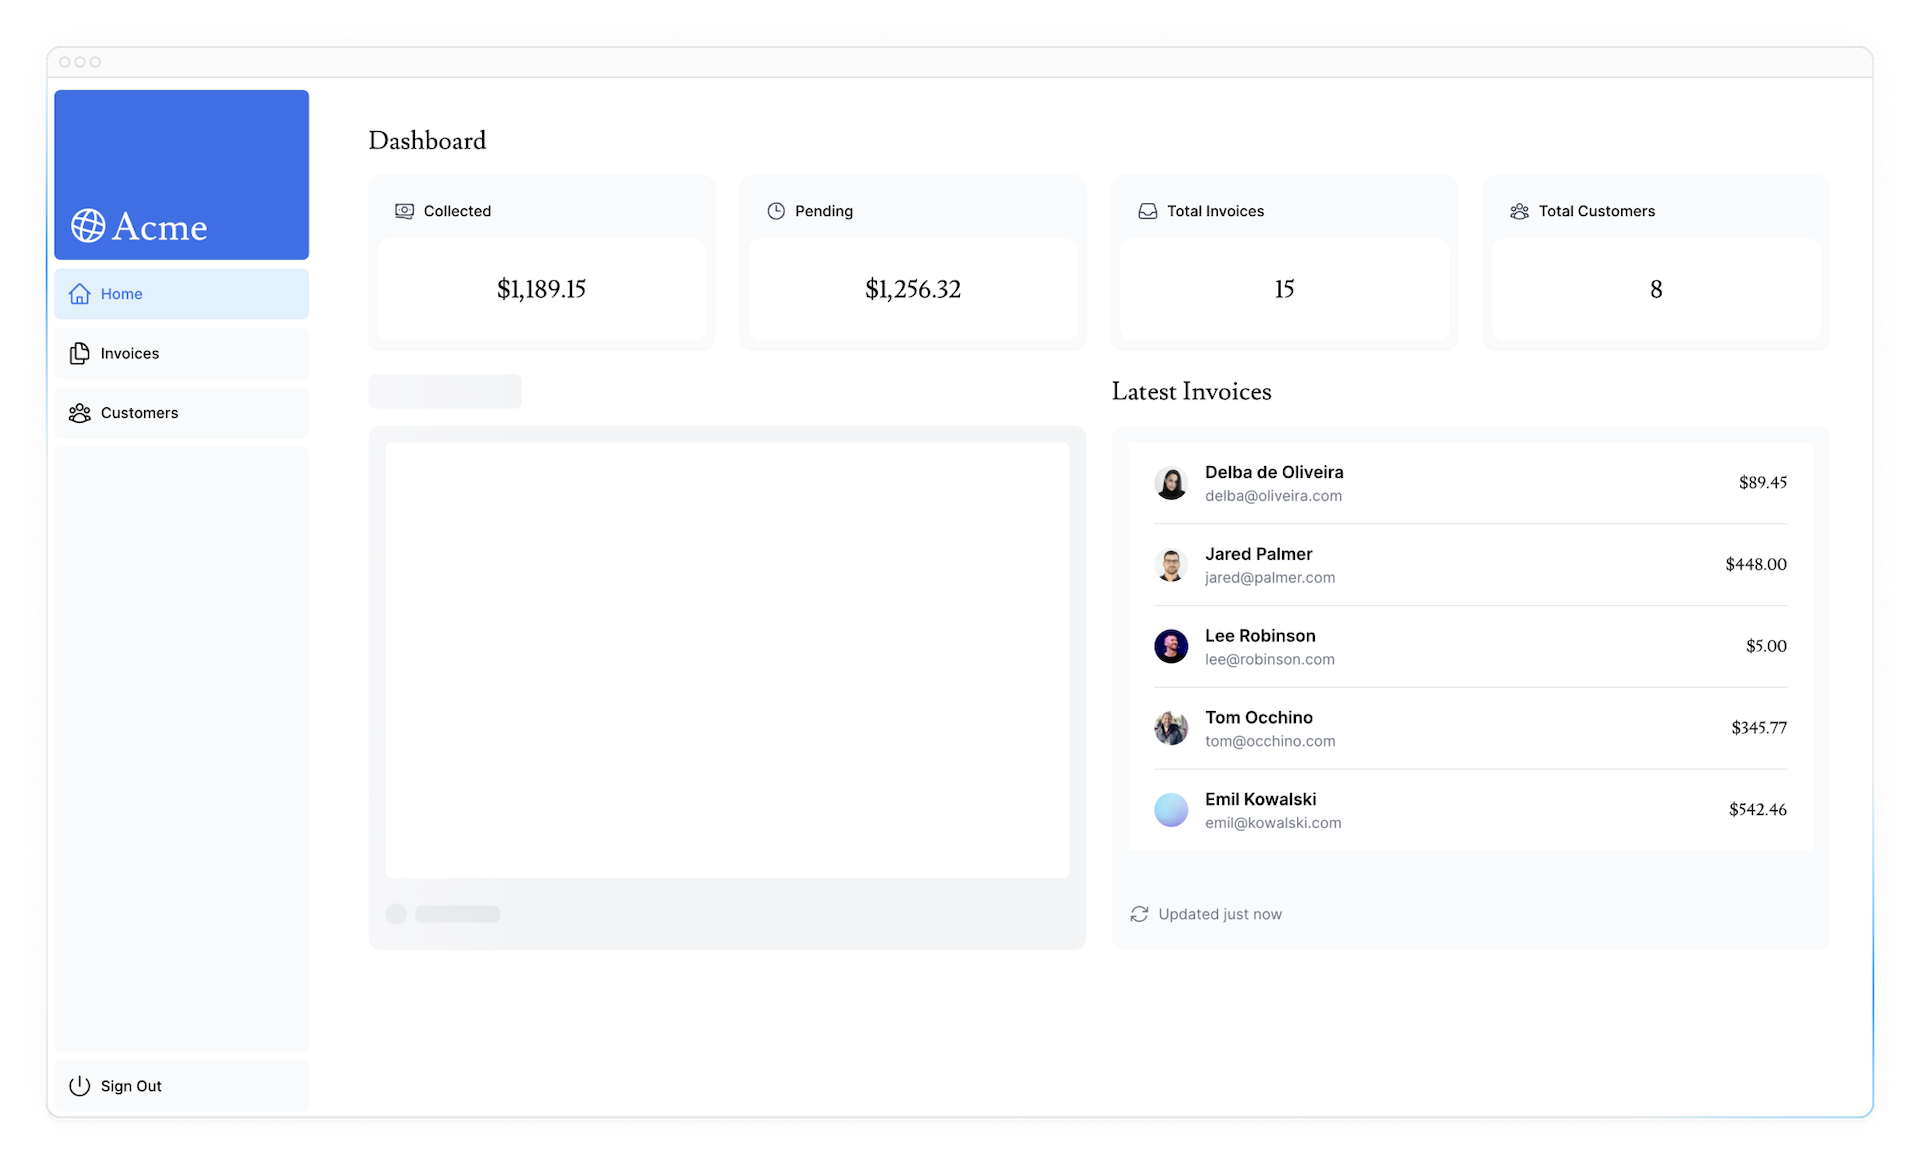 Acme
Home
Invoices
Customers
Sign Out
Dashboard
Collected
$1,189.15
Pending
$1,256.32
Total Invoices
15
Total Customers
8
Latest Invoices
Delba de Oliveira
delba@oliveira.com
$89.45
Jared Palmer
jared@palmer.com
$448.00
Lee Robinson
lee@robinson.com
$5.00
Tom Occhino
tom@occhino.com
$345.77
Emil Kowalski
emil@kowalski.com
$542.46
Updated just now